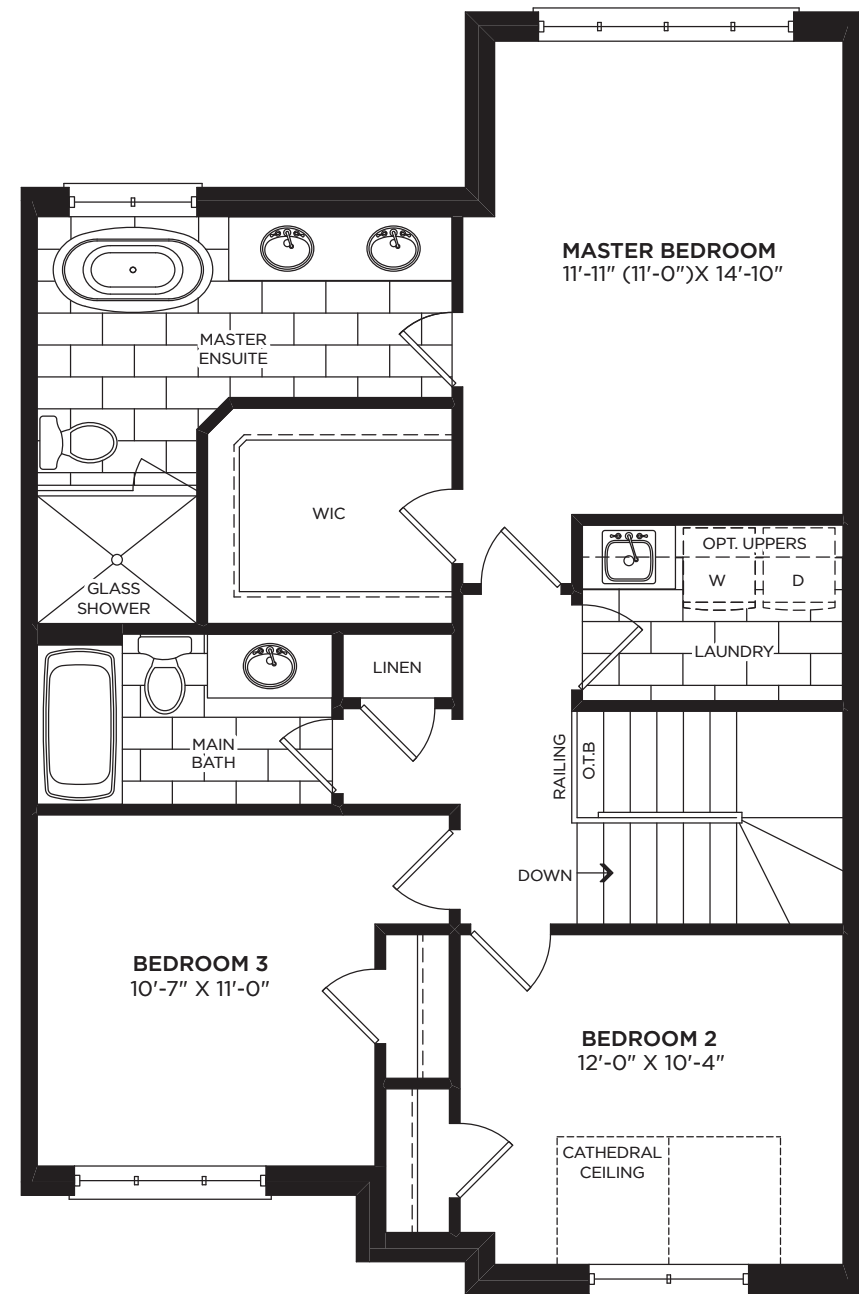 MASTER BEDROOM
11'-11" (11'-0")X 14'-10"
MASTER
ENSUITE
WIC
GLASS
SHOWER
OPT. UPPERS
W
D
LAUNDRY
LINEN
MAIN
BATH
RAILING
O.T.B
DOWN
BEDROOM 3
10'-7" X 11'-0"
BEDROOM 2
12'-0" X 10'-4"
CATHEDRAL
CEILING